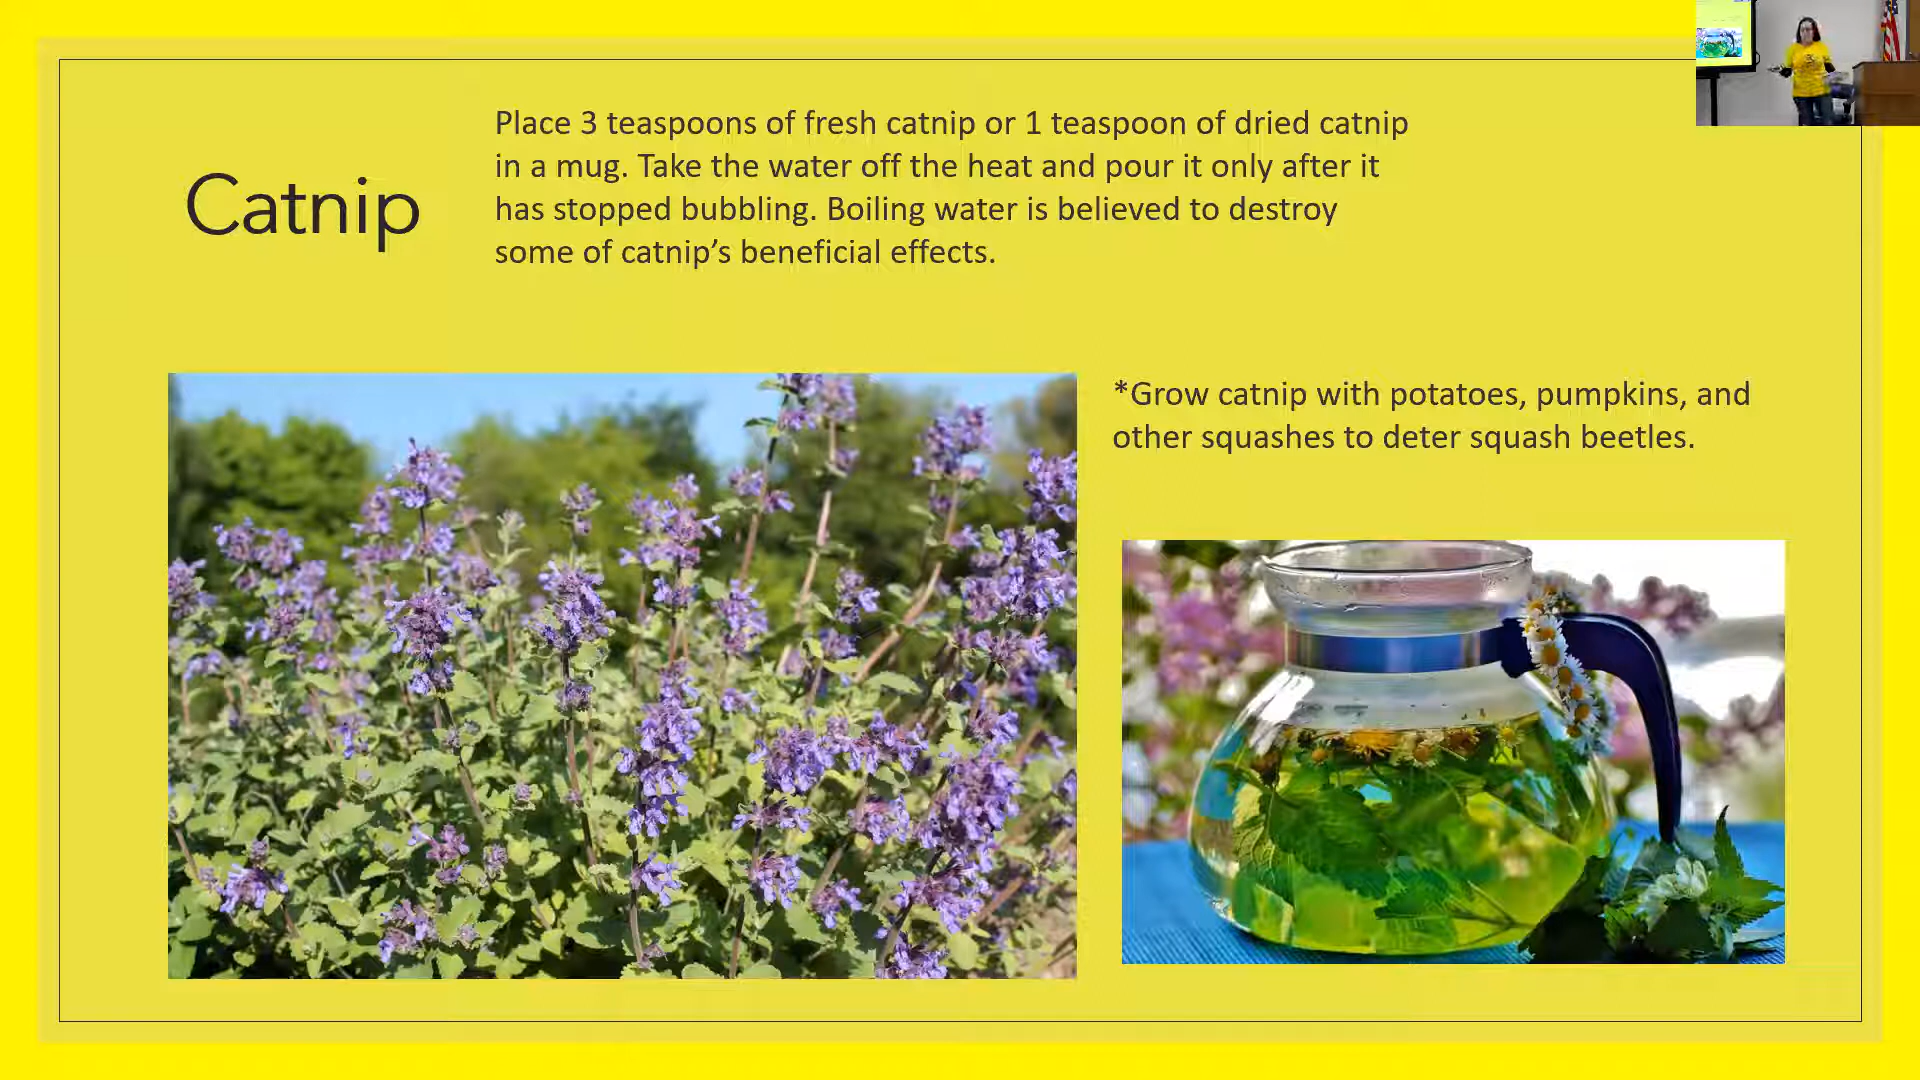 Catnip
Place 3 teaspoons of fresh catnip or 1 teaspoon of dried catnip
in a mug. Take the water off the heat and pour it only after it
has stopped bubbling. Boiling water is believed to destroy
some of catnip’s beneficial effects.
*Grow catnip with potatoes, pumpkins, and
other squashes to deter squash beetles.